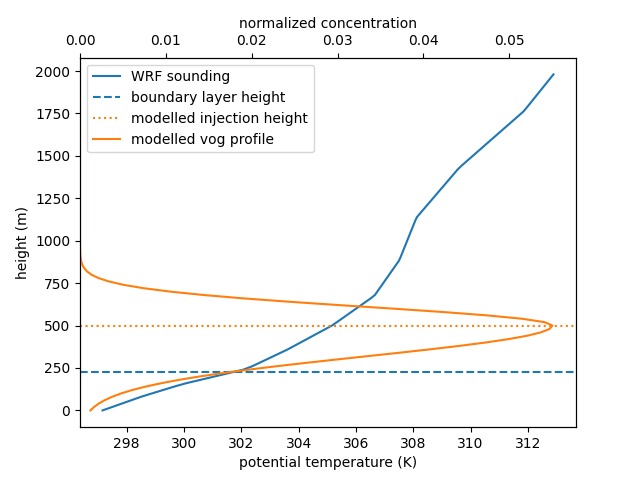 normalized concentration
0.00 0.01 0.02 0.03 0.04 0.05
2000
1750
1500
1250
1000
750
500
250
0
height (m)
WRF sounding
boundary layer height
modelled injection height
modelled vog profile
298 300 302 304 306 308 310 312
potential temperature (K)